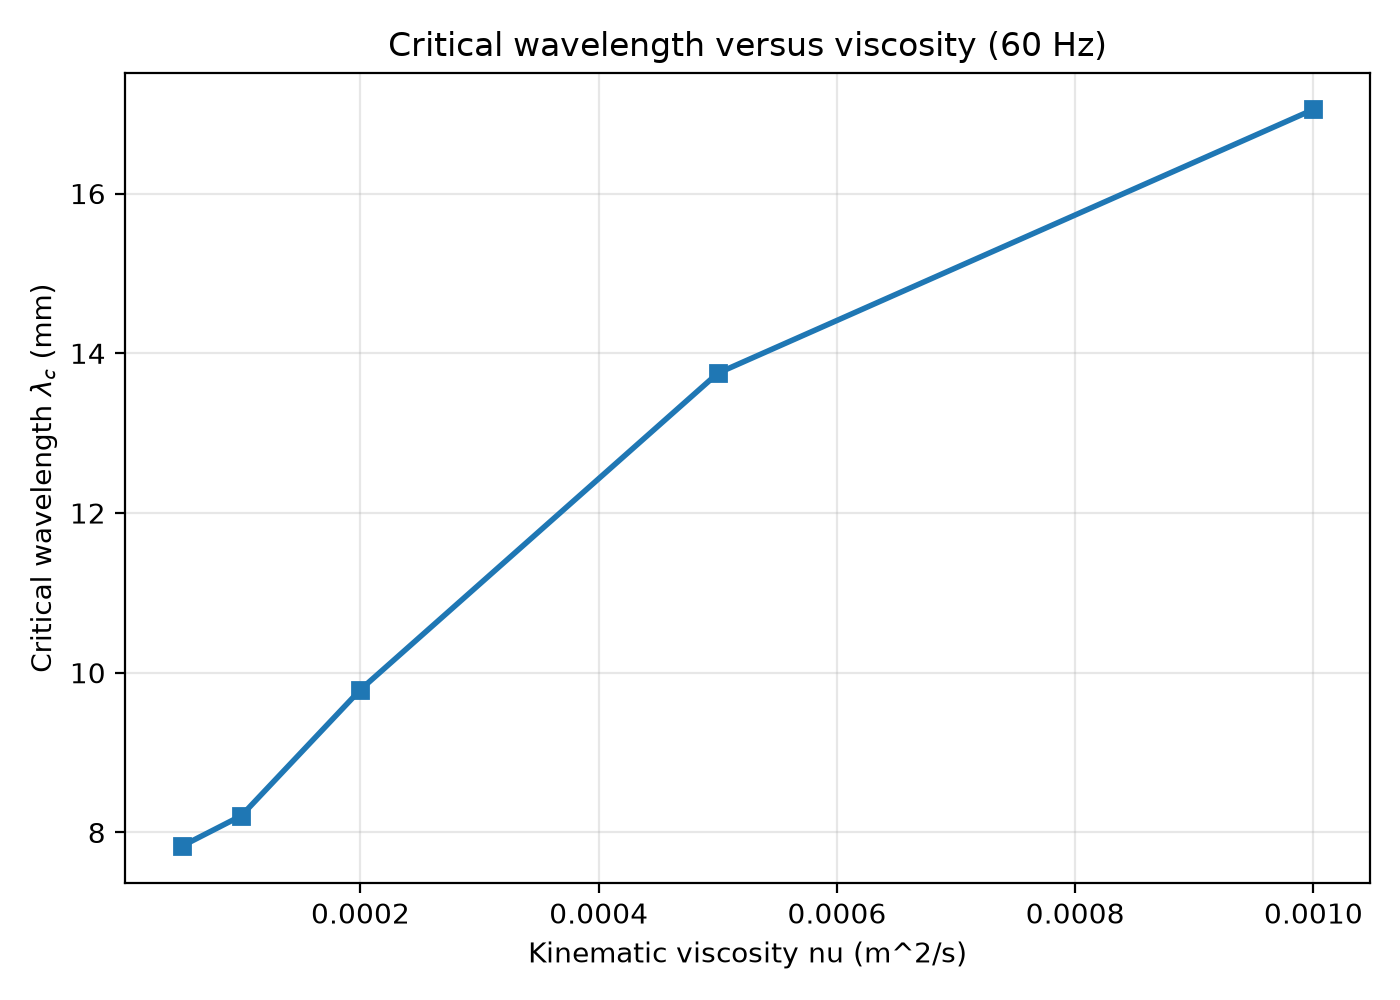 Critical wavelength versus viscosity (60 Hz)
Critical wavelength λc (mm)
16
14
12
10
8
0.0002 0.0004 0.0006 0.0008 0.0010
Kinematic viscosity nu (m^2/s)